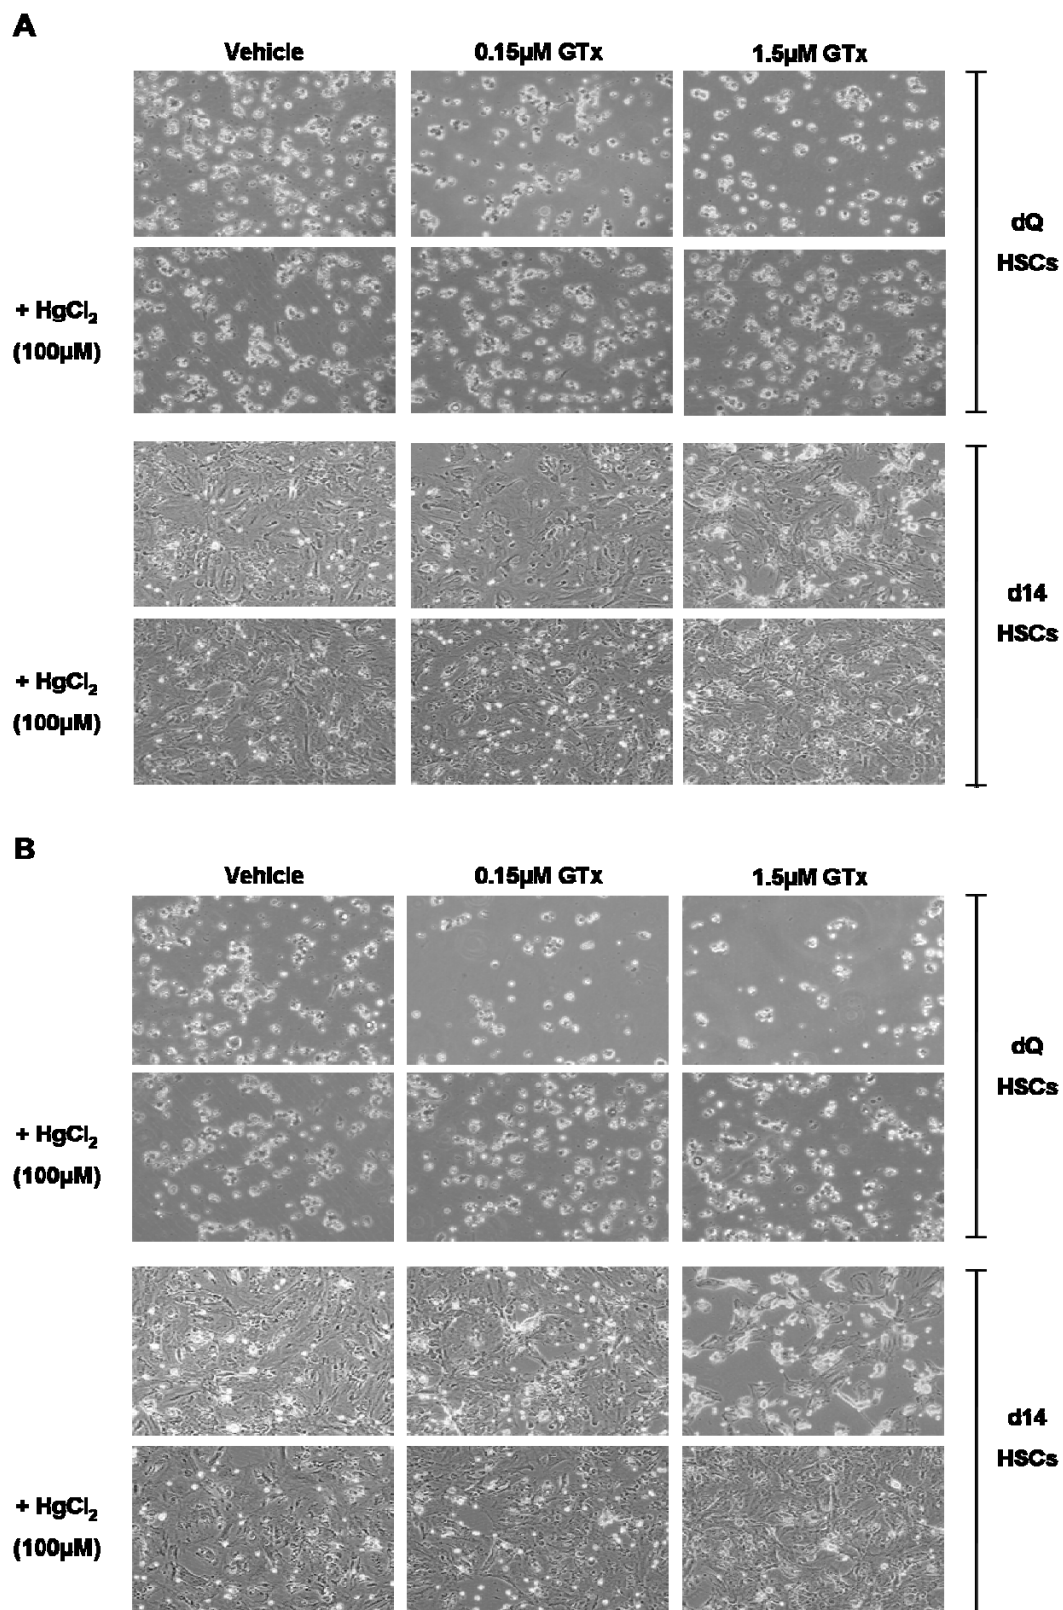 A
Vehicle
0.15µM GTx
1.5µM GTx
dQ
HSCs
+ HgCl₂
(100µM)
d14
HSCs
+ HgCl₂
(100µM)
B
Vehicle
0.15µM GTx
1.5µM GTx
dQ
HSCs
+ HgCl₂
(100µM)
d14
HSCs
+ HgCl₂
(100µM)